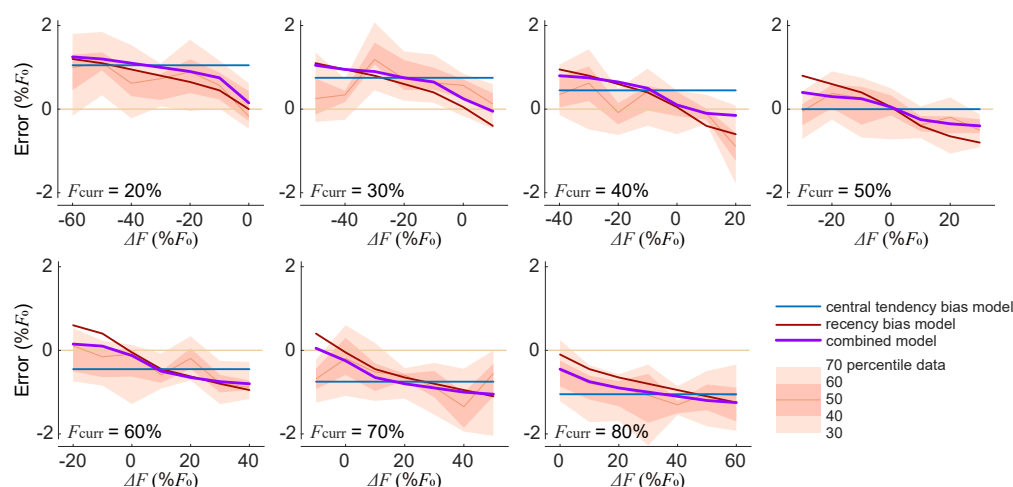 2
0
-2
Error (%F₀)
Fcurr = 20%
-60 -40 -20 0
ΔF (%F₀)
2
0
-2
Fcurr = 30%
-40 -20 0
ΔF (%F₀)
2
0
-2
Fcurr = 40%
-40 -20 0 20
ΔF (%F₀)
2
0
-2
Fcurr = 50%
-20 0 20
ΔF (%F₀)
2
0
-2
Error (%F₀)
Fcurr = 60%
-20 0 20 40
ΔF (%F₀)
2
0
-2
Fcurr = 70%
0 20 40
ΔF (%F₀)
2
0
-2
Fcurr = 80%
0 20 40 60
ΔF (%F₀)
central tendency bias model
recency bias model
combined model
70 percentile data
60
50
40
30